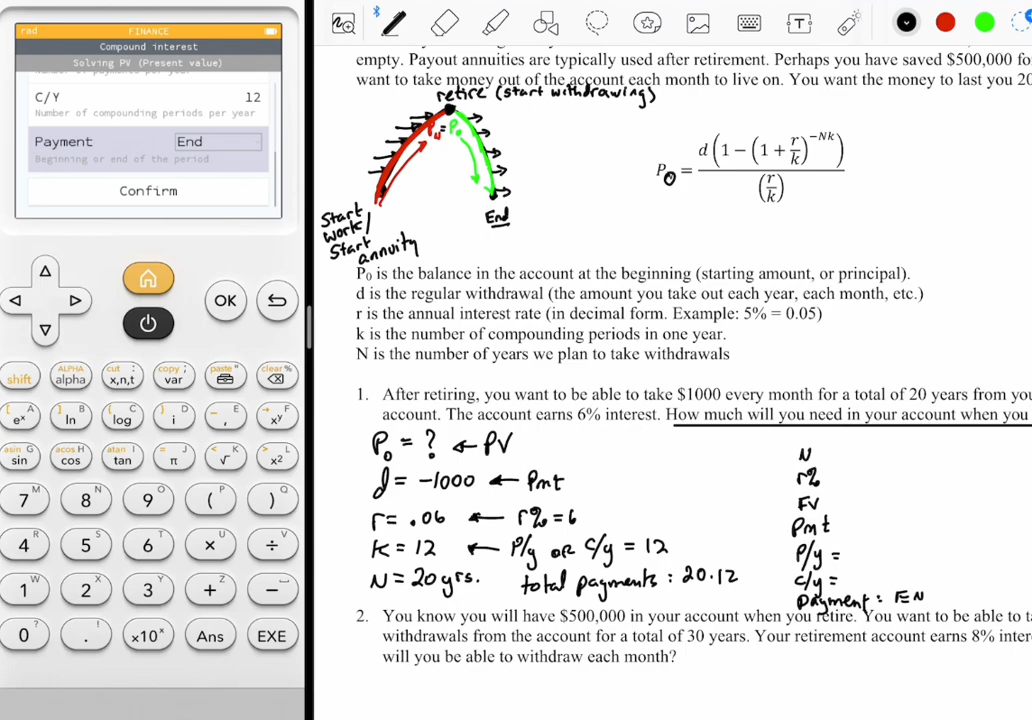 rad FINANCE
Compound interest
Solving PV (Present value)
C/Y 12
Number of compounding periods per year
Payment End
Beginning or end of the period
Confirm
OK
shift
ALPHA
alpha
cut :
x,n,t
copy ;
var
paste "
clear %
[ A
eˣ
] B
ln
{ C
log
} D
i
_ E
,
→ F
xʸ
asin G
sin
acos H
cos
atan I
tan
= J
π
< K
√
> L
x²
7 M
8 N
9 O
( P
) Q
4 R
5 S
6 T
× U
÷ V
1 W
2 X
3 Y
+ Z
−
0 ?
. !
×10ˣ
Ans
EXE
T
empty. Payout annuities are typically used after retirement. Perhaps you have saved $500,000 fo
want to take money out of the account each month to live on. You want the money to last you 20
retire (start withdrawings)
P_N = P_0
Start
work /
Start
annuity
End
P_0 = d(1 − (1 + r/k)^−Nk) / (r/k)
P₀ is the balance in the account at the beginning (starting amount, or principal).
d is the regular withdrawal (the amount you take out each year, each month, etc.)
r is the annual interest rate (in decimal form. Example: 5% = 0.05)
k is the number of compounding periods in one year.
N is the number of years we plan to take withdrawals
1. After retiring, you want to be able to take $1000 every month for a total of 20 years from you
account. The account earns 6% interest. How much will you need in your account when you
P₀ = ? ← PV
d = -1000 ← Pmt
r = .06 ← r% = 6
k = 12 ← P/y or C/y = 12
N = 20 yrs. total payments : 20·12
N
r%
FV
Pmt
P/y =
C/y =
Payment : EN
2. You know you will have $500,000 in your account when you retire. You want to be able to t
withdrawals from the account for a total of 30 years. Your retirement account earns 8% inter
will you be able to withdraw each month?